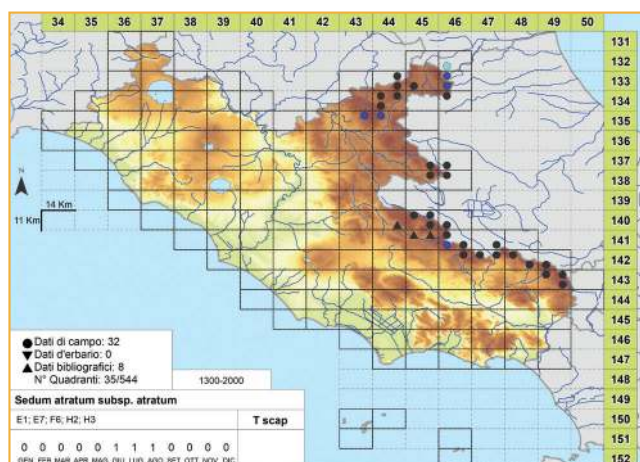 34 35 36 37 38 39 40 41 42 43 44 45 46 47 48 49 50
131
132
133
134
135
136
137
138
139
140
141
142
143
144
145
146
147
148
149
150
151
152
N
14 Km
11 Km
Dati di campo: 32
Dati d'erbario: 0
Dati bibliografici: 8
N° Quadranti: 35/544
1300-2000
Sedum atratum subsp. atratum
E1; E7; F6; H2; H3
T scap
0 0 0 0 0 1 1 1 0 0 0 0
GEN FEB MAR APR MAG GIU LUG AGO SET OTT NOV DIC